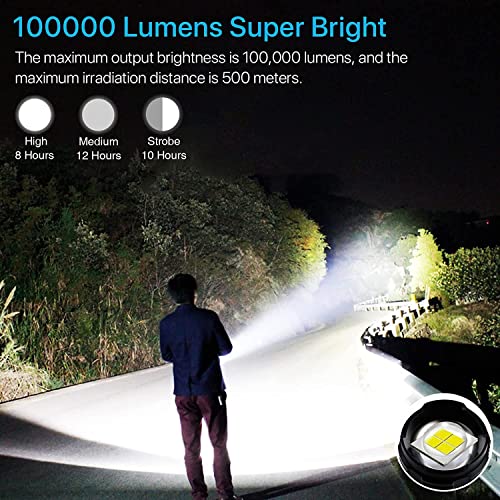 100000 Lumens Super Bright
The maximum output brightness is 100,000 lumens, and the
maximum irradiation distance is 500 meters.
High
8 Hours
Medium
12 Hours
Strobe
10 Hours